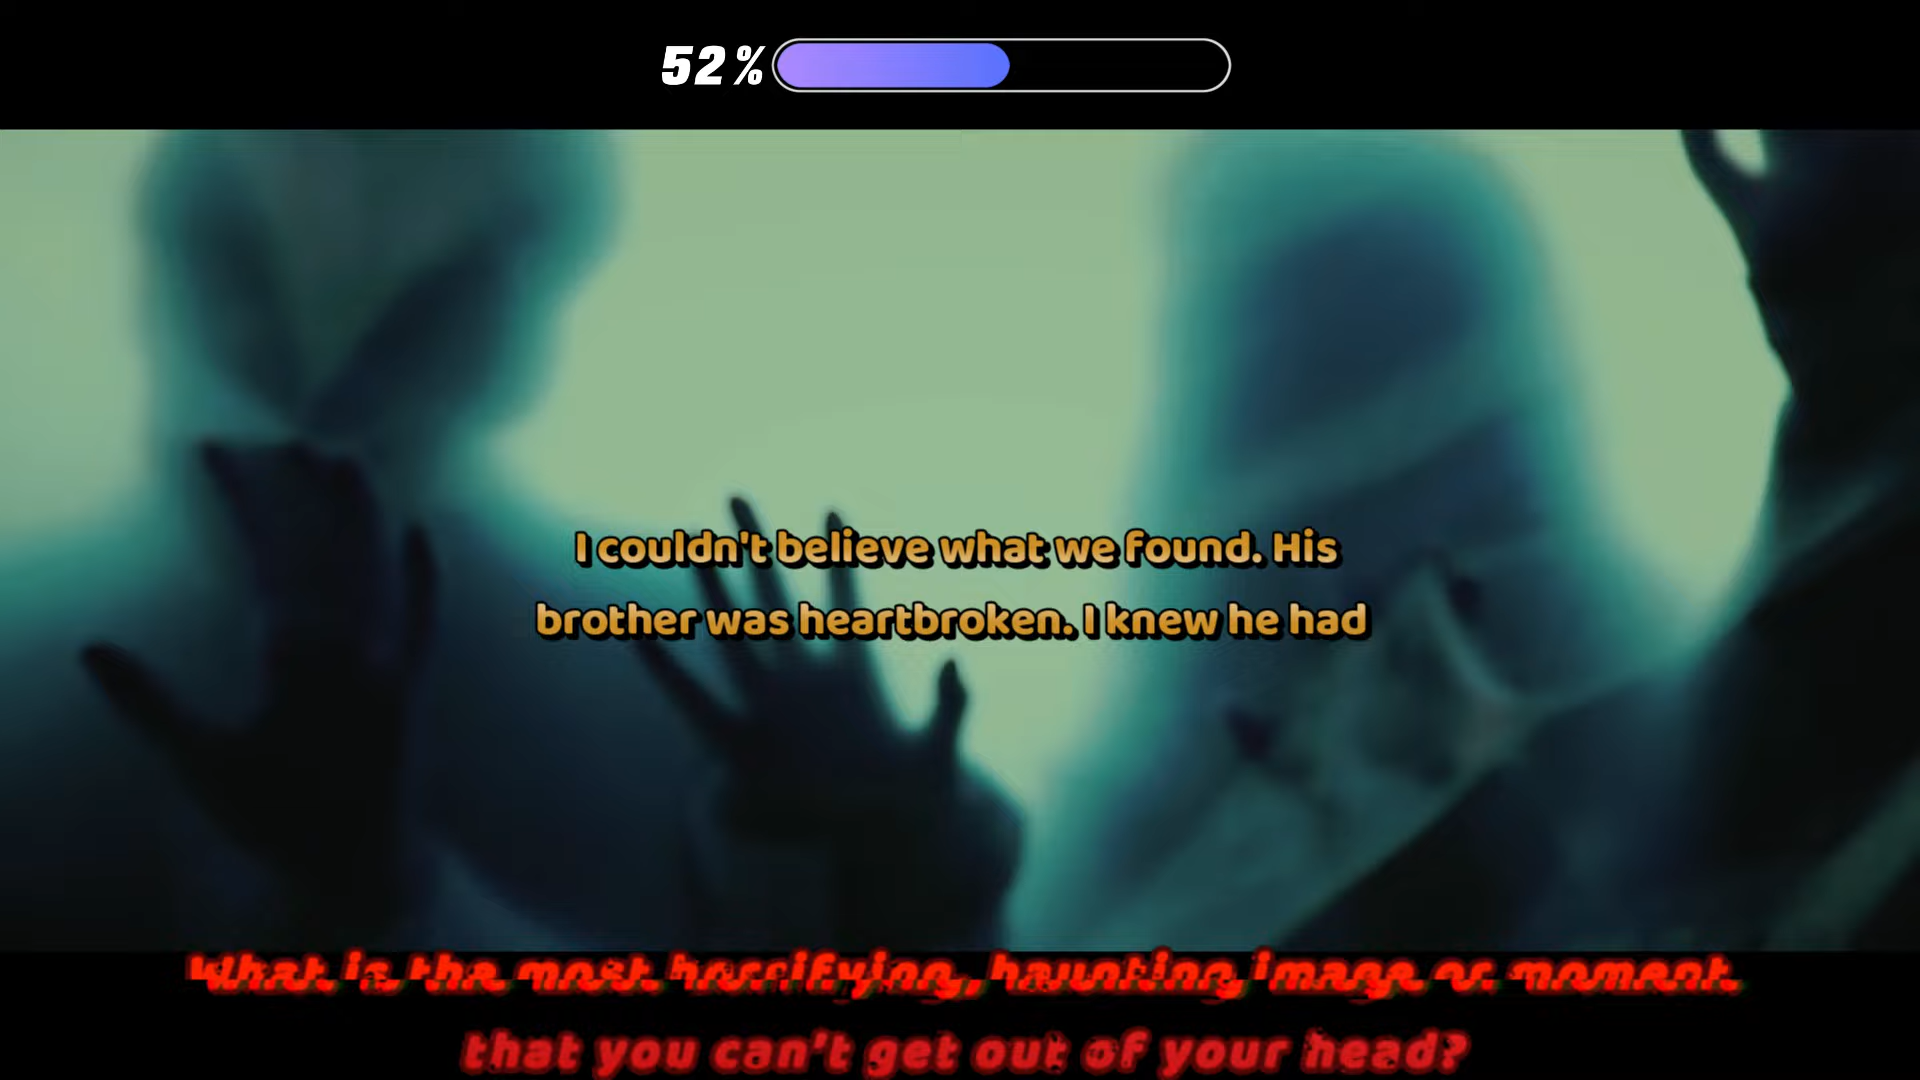 52%
I couldn't believe what we found. His
brother was heartbroken. I knew he had
What is the most horrifying, haunting image or moment
that you can't get out of your head?